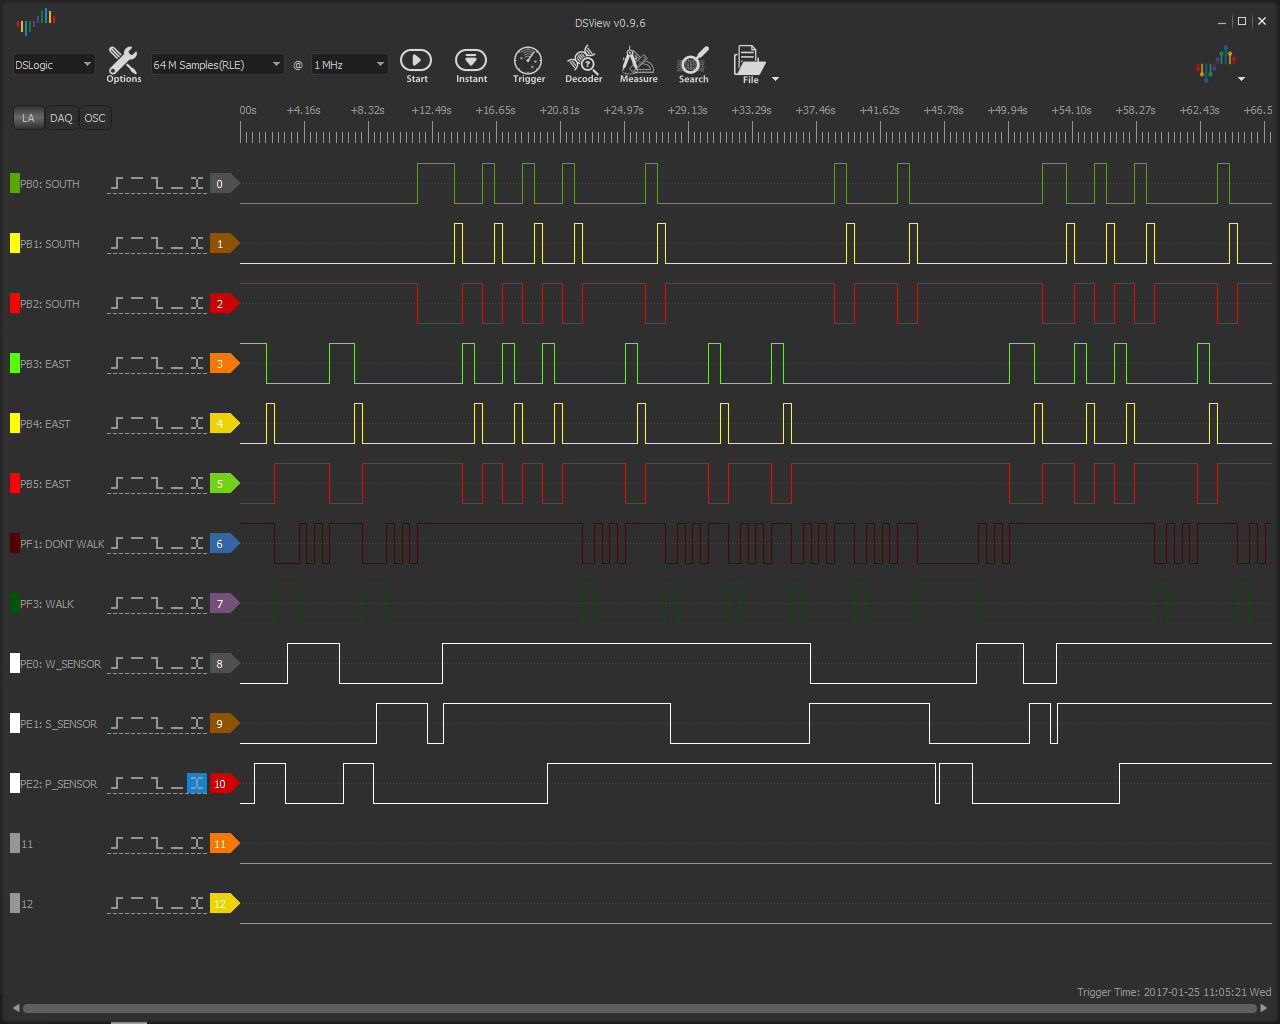 DSView v0.9.6
DSLogic
Options
64 M Samples(RLE)
@
1 MHz
Start
Instant
Trigger
Decoder
Measure
Search
File
LA DAQ OSC
00s +4.16s +8.32s +12.49s +16.65s +20.81s +24.97s +29.13s +33.29s +37.46s +41.62s +45.78s +49.94s +54.10s +58.27s +62.43s +66.5
PB0: SOUTH 0
PB1: SOUTH 1
PB2: SOUTH 2
PB3: EAST 3
PB4: EAST 4
PB5: EAST 5
PF1: DONT WALK 6
PF3: WALK 7
PE0: W_SENSOR 8
PE1: S_SENSOR 9
PE2: P_SENSOR 10
11 11
12 12
Trigger Time: 2017-01-25 11:05:21 Wed